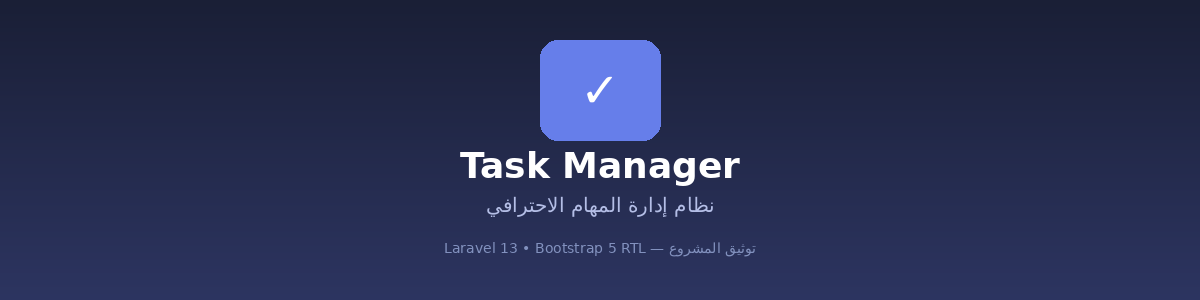 ✓
Task Manager
نظام إدارة المهام الاحترافي
Laravel 13 • Bootstrap 5 RTL — توثيق المشروع